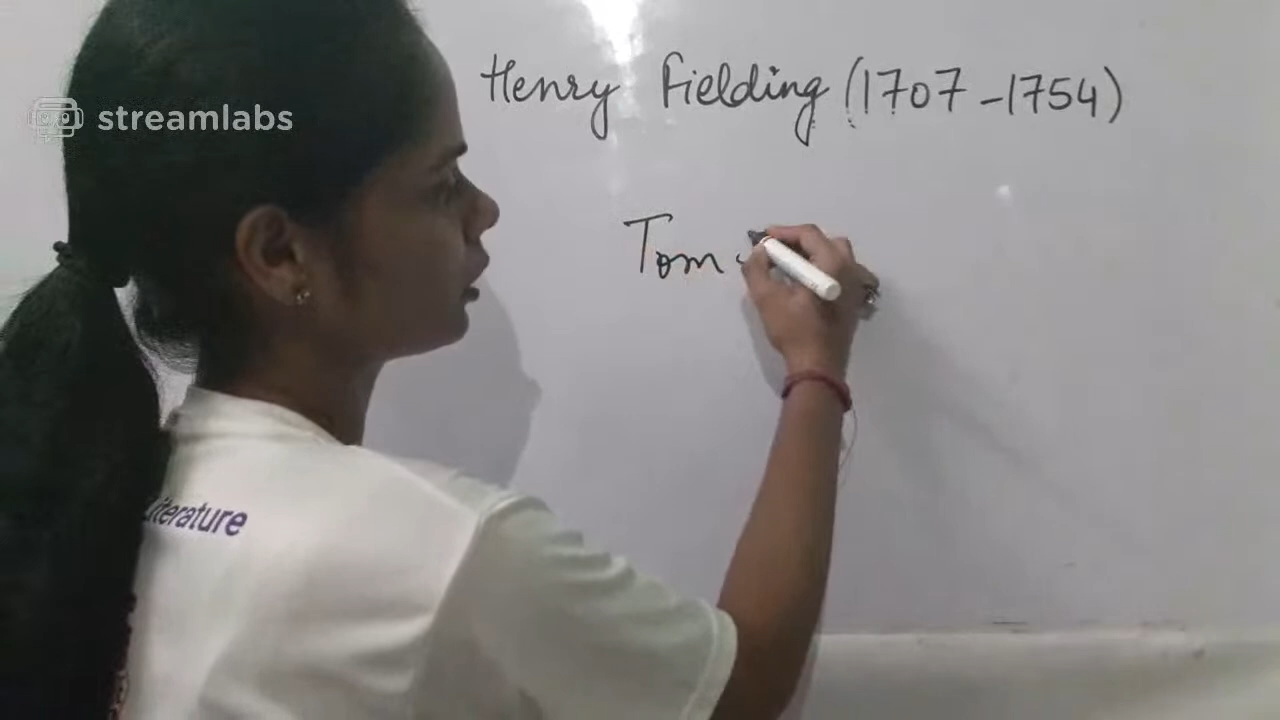 streamlabs
Henry Fielding (1707-1754)
Tom
Literature